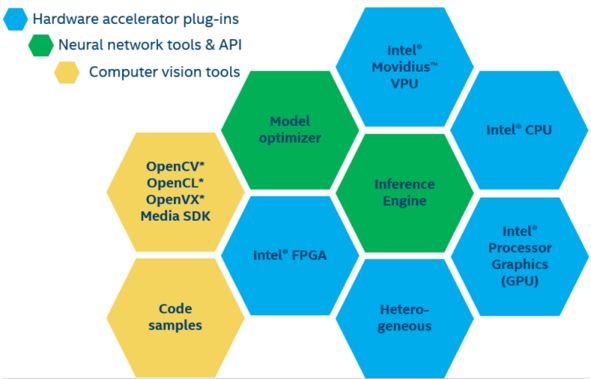 Hardware accelerator plug-ins
Neural network tools & API
Computer vision tools
Intel®
Movidius™
VPU
Model
optimizer
Intel® CPU
OpenCV*
OpenCL*
OpenVX*
Media SDK
Inference
Engine
Intel® FPGA
Intel®
Processor
Graphics
(GPU)
Code
samples
Hetero-
geneous